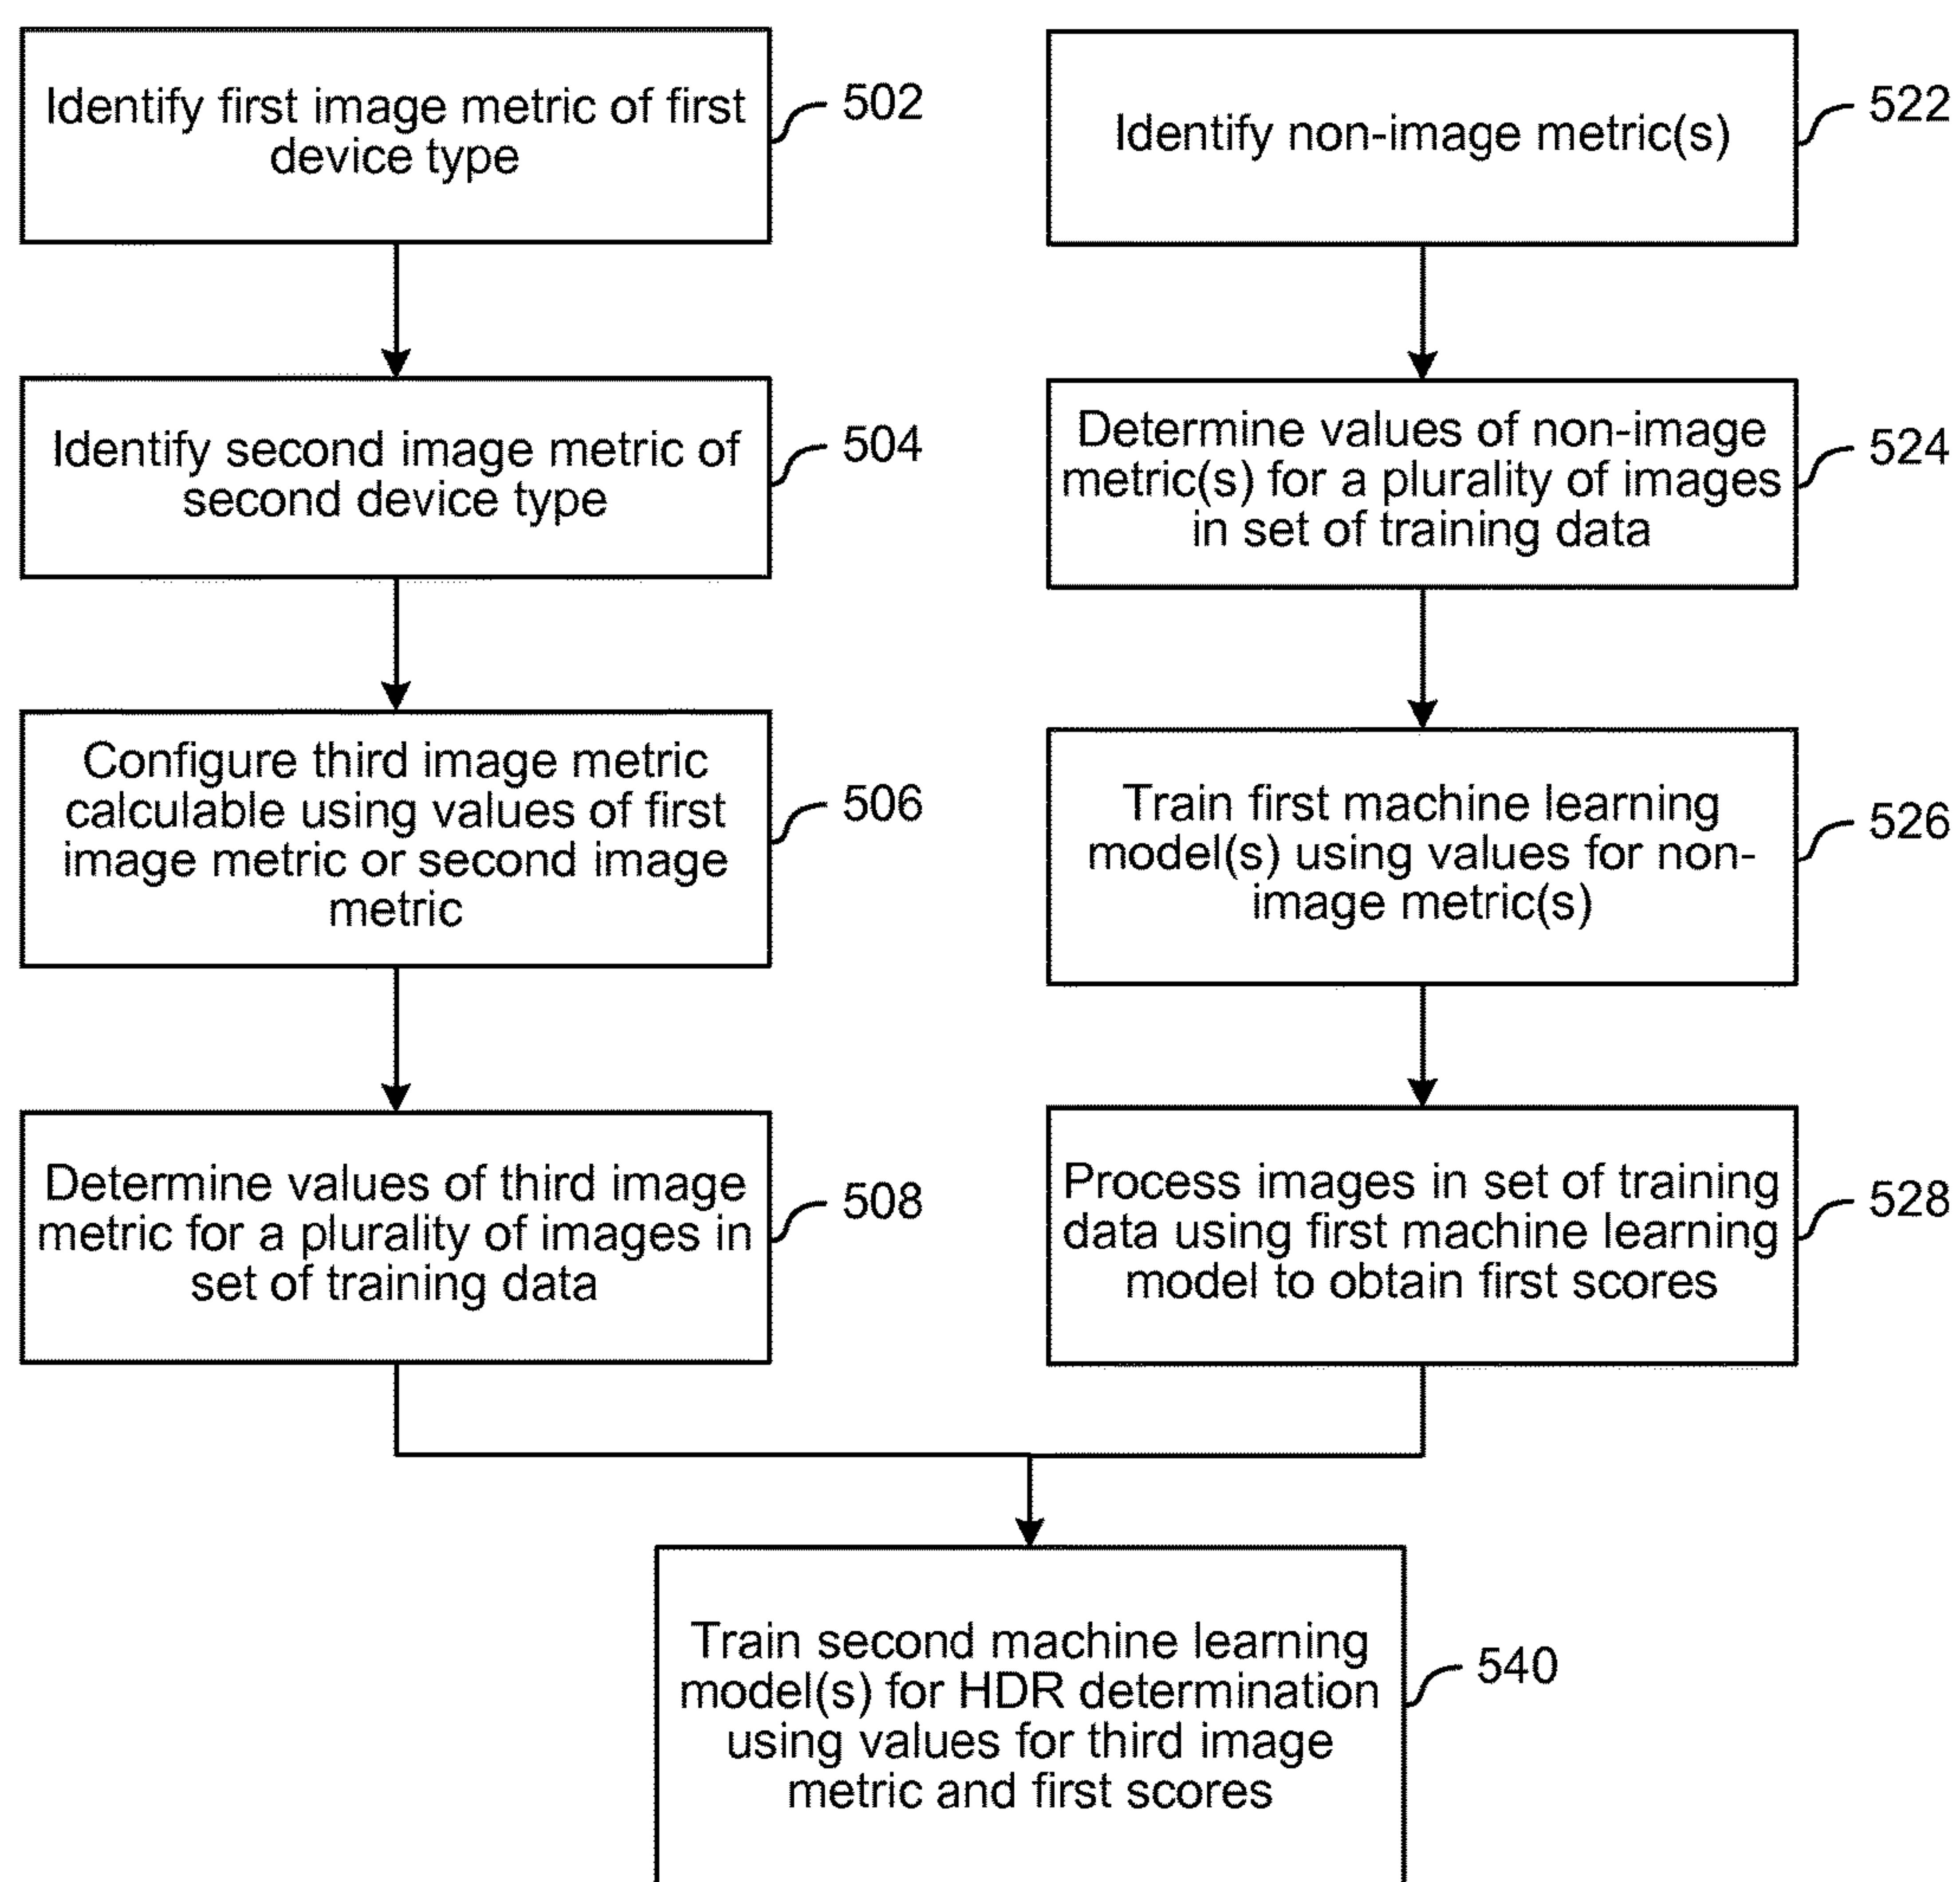 Identify first image metric of first
device type
502
Identify second image metric of
second device type
504
Configure third image metric
calculable using values of first
image metric or second image
metric
506
Determine values of third image
metric for a plurality of images in
set of training data
508
Identify non-image metric(s)
522
Determine values of non-image
metric(s) for a plurality of images
in set of training data
524
Train first machine learning
model(s) using values for non-
image metric(s)
526
Process images in set of training
data using first machine learning
model to obtain first scores
528
Train second machine learning
model(s) for HDR determination
using values for third image
metric and first scores
540